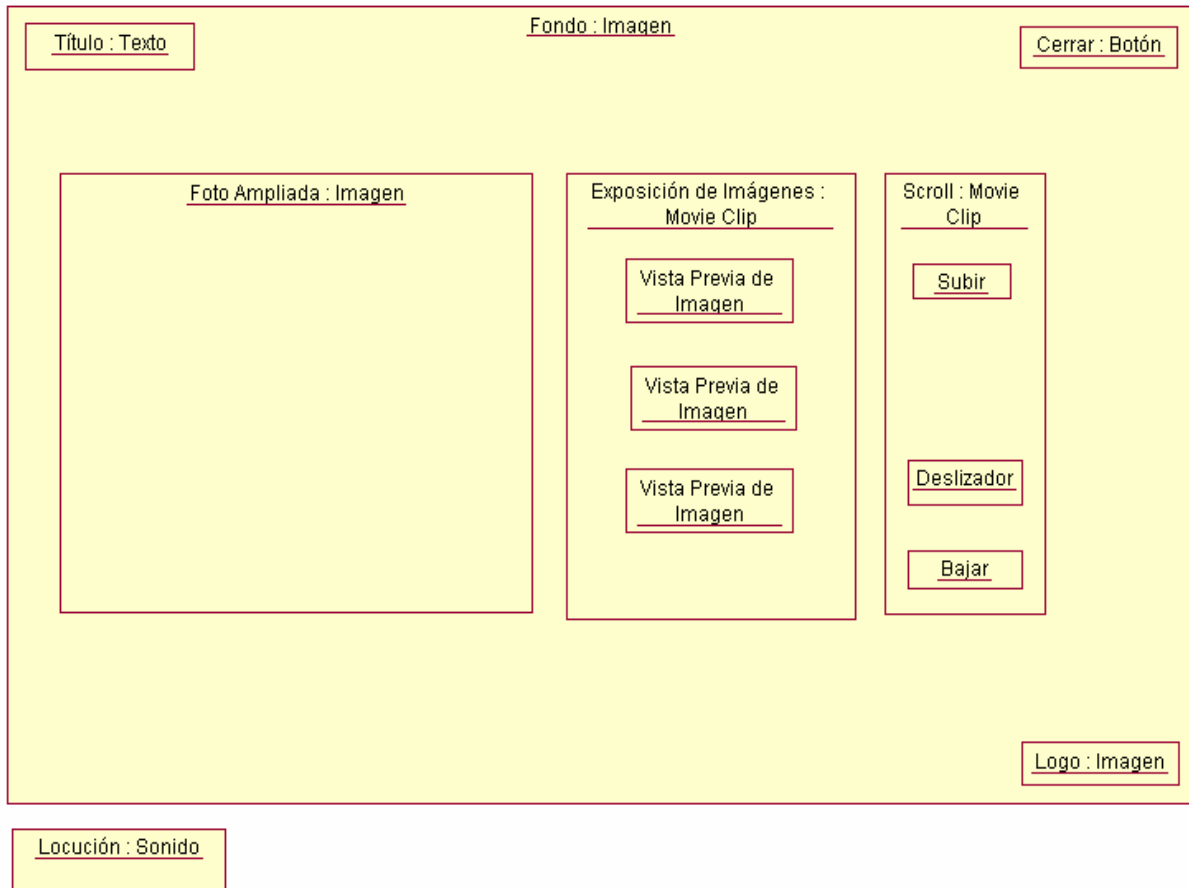 Fondo : Imagen
Título : Texto
Cerrar : Botón
Foto Ampliada : Imagen
Exposición de Imágenes :
Movie Clip
Vista Previa de
Imagen
Vista Previa de
Imagen
Vista Previa de
Imagen
Scroll : Movie
Clip
Subir
Deslizador
Bajar
Logo : Imagen
Locución : Sonido